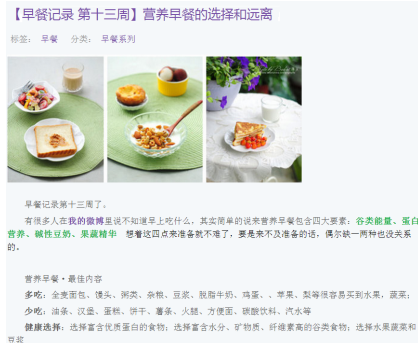 【早餐记录 第十三周】营养早餐的选择和远离
标签： 早餐 分类： 早餐系列
早餐记录第十三周了。
有很多人在我的微博里说不知道早上吃什么，其实简单的说来营养早餐包含四大要素：谷类能量、蛋白
营养、碱性豆奶、果蔬精华 想着这四点来准备就不难了，要是来不及准备的话，偶尔缺一两种也没关系
的。
营养早餐·最佳内容
多吃：全麦面包、馒头、粥类、杂粮、豆浆、脱脂牛奶、鸡蛋、、苹果、梨等很容易买到水果，蔬菜；
少吃：油条、汉堡、蛋糕、饼干、薯条、火腿、方便面、碳酸饮料、汽水等
健康选择：选择富含优质蛋白的食物；选择富含水分、矿物质、纤维素高的谷类食物；选择水果蔬菜和
豆浆